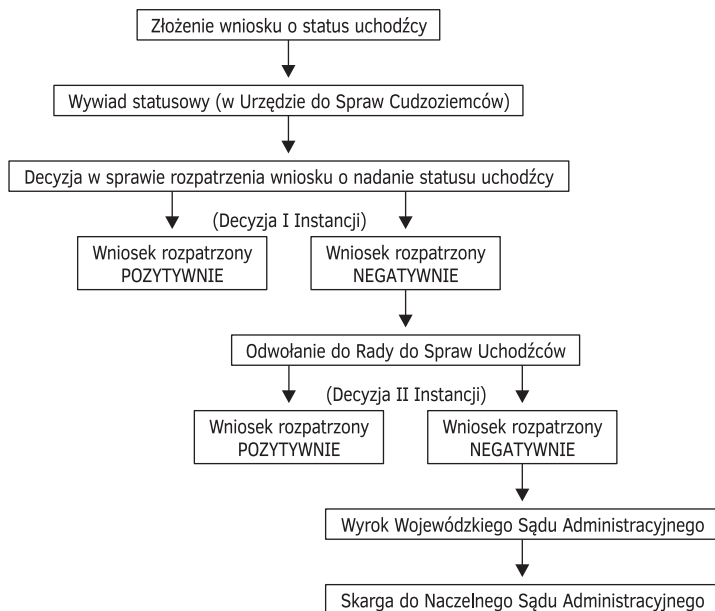 Złożenie wniosku o status uchodźcy
Wywiad statusowy (w Urzędzie do Spraw Cudzoziemców)
Decyzja w sprawie rozpatrzenia wniosku o nadanie statusu uchodźcy
(Decyzja I Instancji)
Wniosek rozpatrzony
POZYTYWNIE
Wniosek rozpatrzony
NEGATYWNIE
Odwołanie do Rady do Spraw Uchodźców
(Decyzja II Instancji)
Wniosek rozpatrzony
POZYTYWNIE
Wniosek rozpatrzony
NEGATYWNIE
Wyrok Wojewódzkiego Sądu Administracyjnego
Skarga do Naczelnego Sądu Administracyjnego